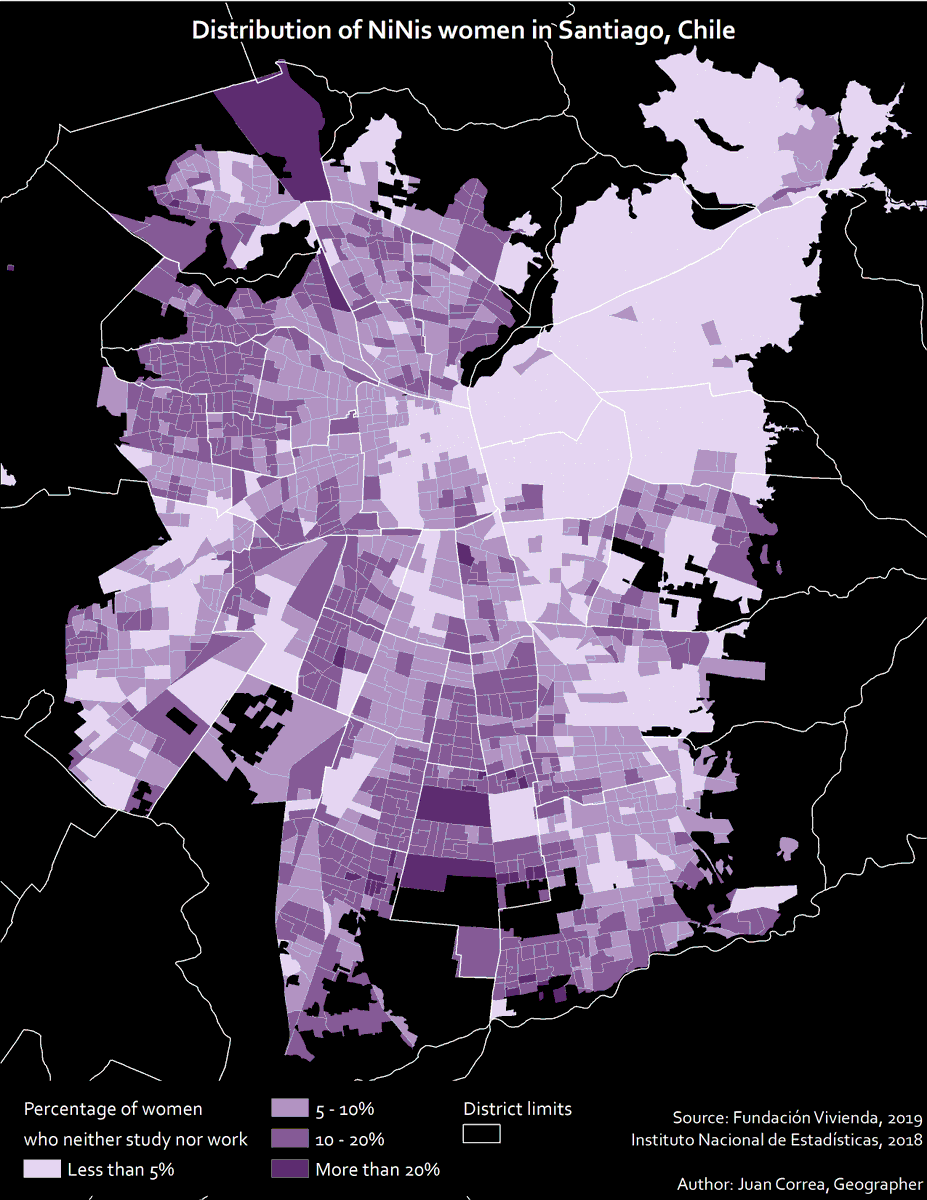 Distribution of NiNis women in Santiago, Chile
Percentage of women
who neither study nor work
Less than 5%
5 - 10%
10 - 20%
More than 20%
District limits
Source: Fundación Vivienda, 2019
Instituto Nacional de Estadísticas, 2018
Author: Juan Correa, Geographer